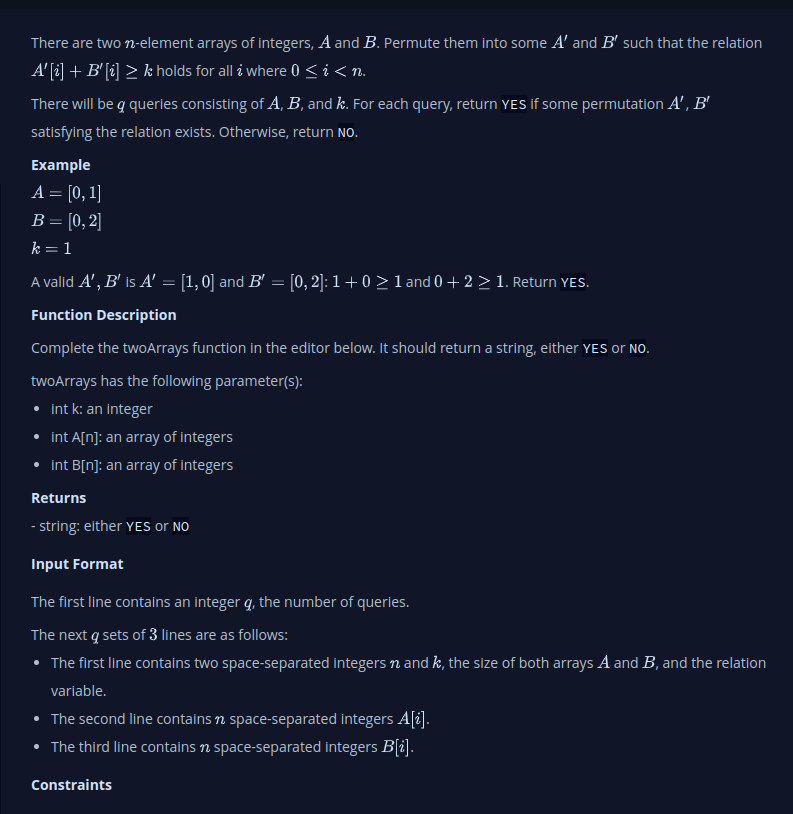 There are two n-element arrays of integers, A and B. Permute them into some A′ and B′ such that the relation
A′[i] + B′[i] ≥ k holds for all i where 0 ≤ i < n.
There will be q queries consisting of A, B, and k. For each query, return YES if some permutation A′, B′
satisfying the relation exists. Otherwise, return NO.
Example
A = [0, 1]
B = [0, 2]
k = 1
A valid A′, B′ is A′ = [1, 0] and B′ = [0, 2]: 1 + 0 ≥ 1 and 0 + 2 ≥ 1. Return YES.
Function Description
Complete the twoArrays function in the editor below. It should return a string, either YES or NO.
twoArrays has the following parameter(s):
• int k: an integer
• int A[n]: an array of integers
• int B[n]: an array of integers
Returns
- string: either YES or NO
Input Format
The first line contains an integer q, the number of queries.
The next q sets of 3 lines are as follows:
• The first line contains two space-separated integers n and k, the size of both arrays A and B, and the relation
variable.
• The second line contains n space-separated integers A[i].
• The third line contains n space-separated integers B[i].
Constraints